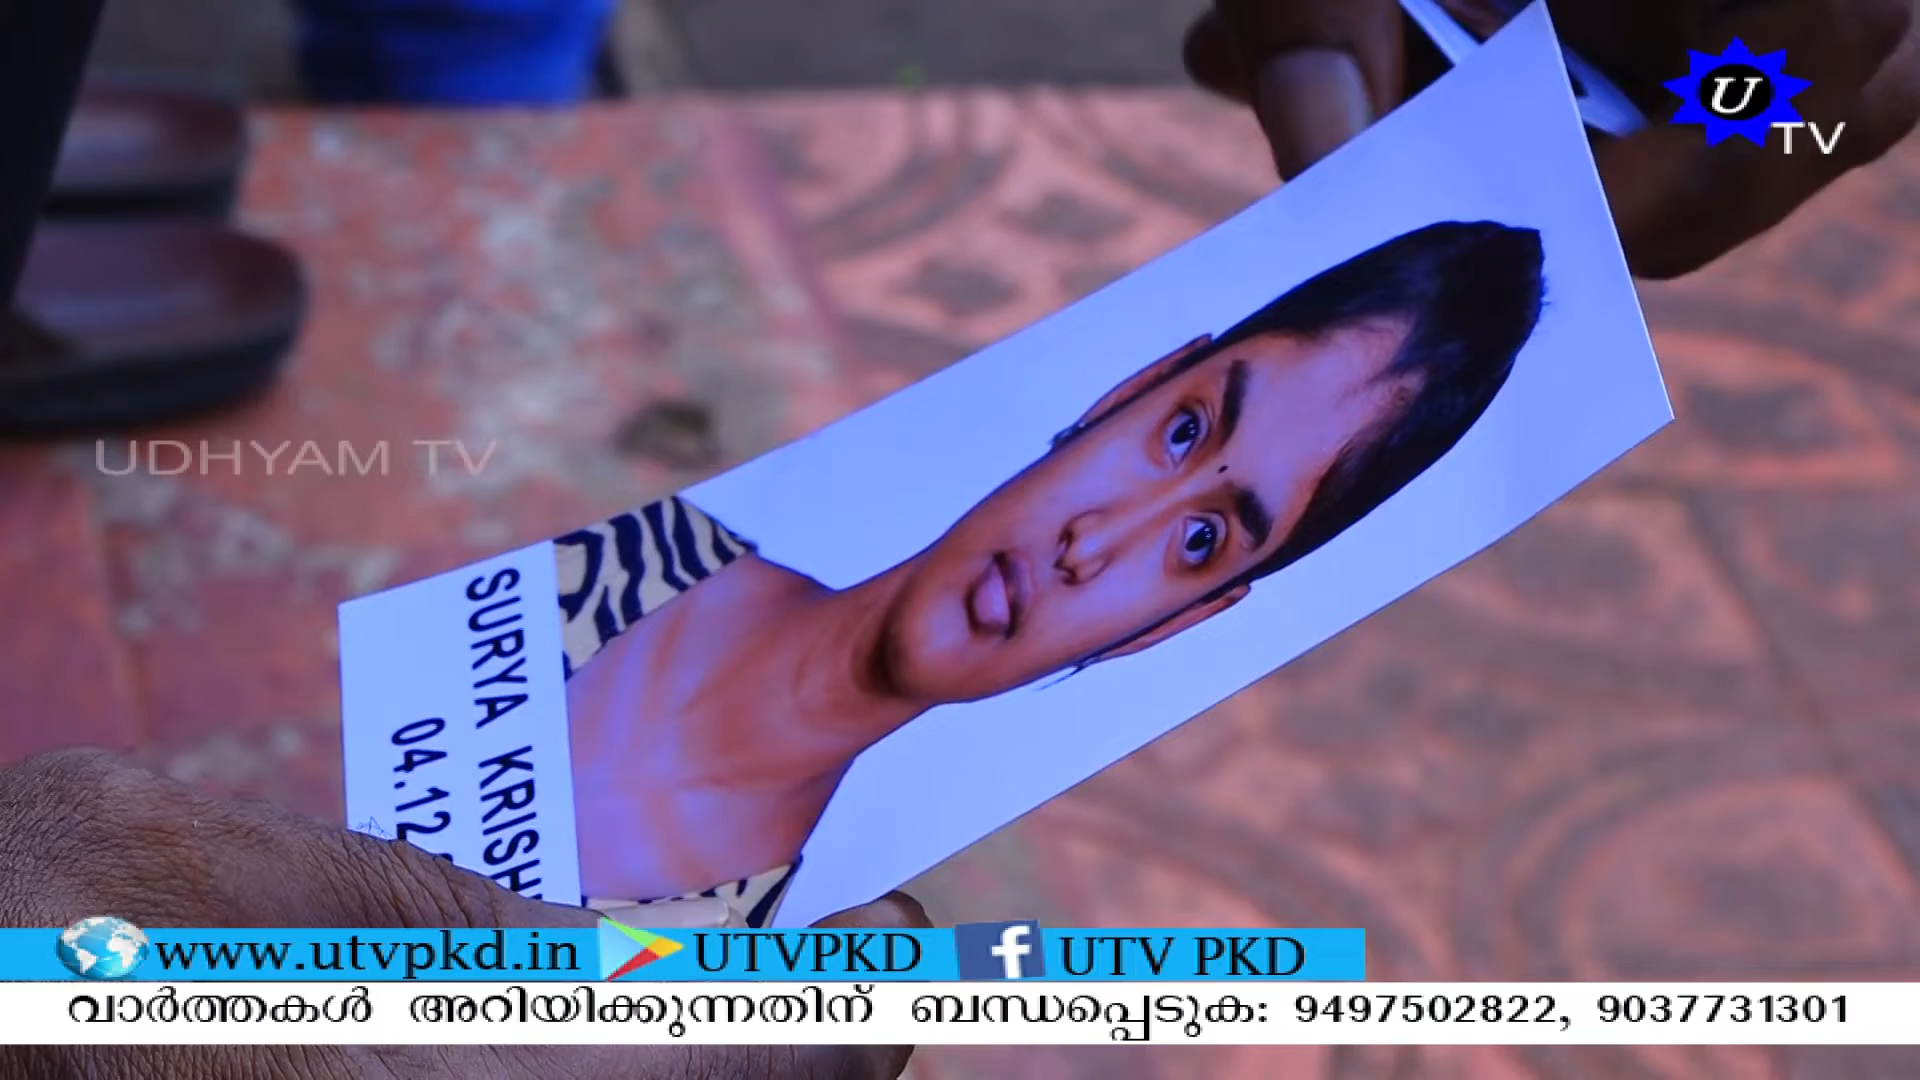 U
TV
UDHYAM TV
SURYA KRISH
04.12
www.utvpkd.in UTVPKD f UTV PKD
വാർത്തകൾ അറിയിക്കുന്നതിന് ബന്ധപ്പെടുക: 9497502822, 9037731301